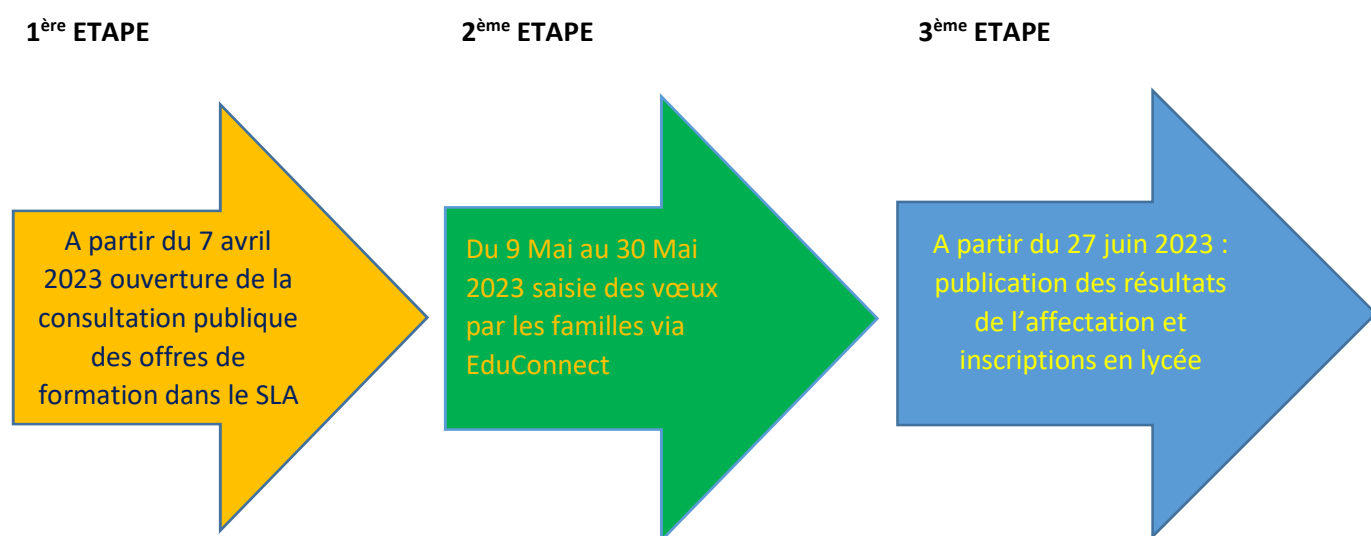 1ère ETAPE
2ème ETAPE
3ème ETAPE
A partir du 7 avril
2023 ouverture de la
consultation publique
des offres de
formation dans le SLA
Du 9 Mai au 30 Mai
2023 saisie des vœux
par les familles via
EduConnect
A partir du 27 juin 2023 :
publication des résultats
de l’affectation et
inscriptions en lycée